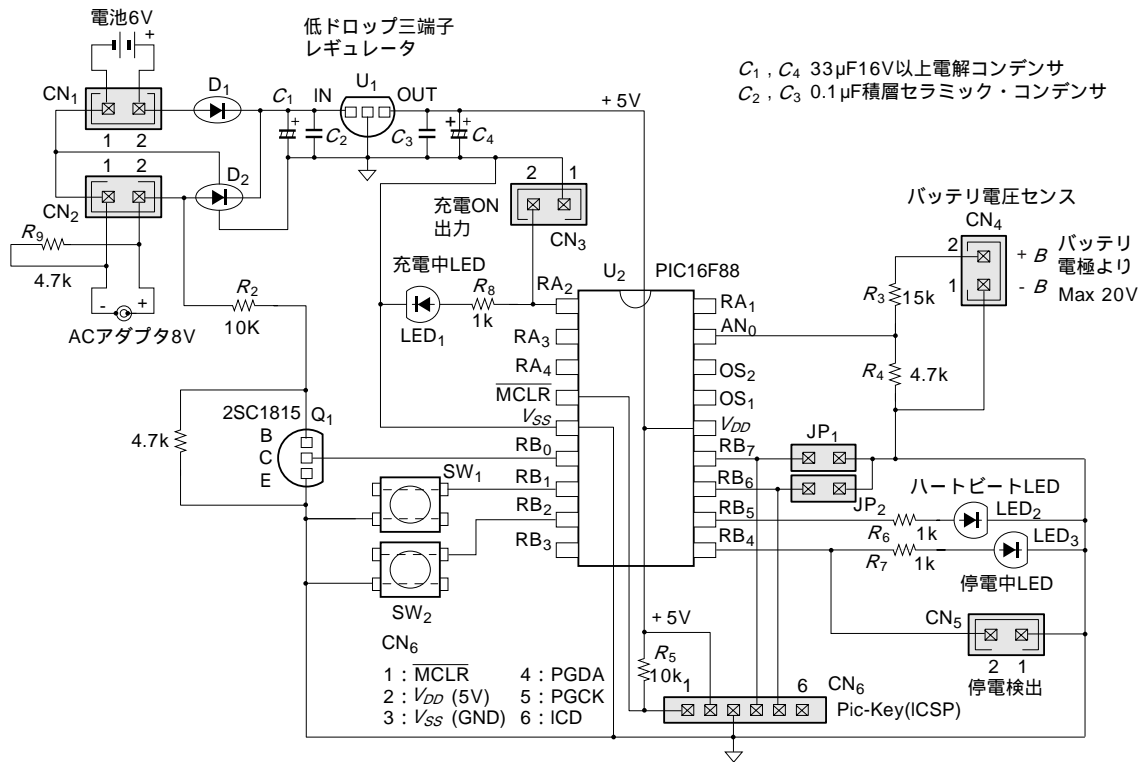 電池6V
+
CN1
1 2
D1
1 2
CN2
D2
R9
4.7k
- +
ACアダプタ8V
低ドロップ三端子
レギュレータ
U1
IN OUT
C1
+
C2
C3
+ +
C4
+5V
C1 , C4 33μF16V以上電解コンデンサ
C2 , C3 0.1μF積層セラミック・コンデンサ
2 1
充電ON
出力
CN3
充電中LED
R8
1k
LED1
R2
10K
U2 PIC16F88
RA2
RA3
RA4
MCLR
VSS
RB0
RB1
RB2
RB3
RA1
AN0
OS2
OS1
VDD
RB7
RB6
RB5
RB4
バッテリ電圧センス
CN4
2
1
+ B
- B
バッテリ
電極より
Max 20V
R3
15k
R4
4.7k
2SC1815
Q1
B
C
E
4.7k
SW1
SW2
JP1
JP2
ハートビートLED
LED2
R6
1k
LED3
R7
1k
停電中LED
CN5
2 1
停電検出
+5V
R5
10k
CN6
1 : MCLR 4 : PGDA
2 : VDD (5V) 5 : PGCK
3 : VSS (GND) 6 : ICD
1 6
CN6
Pic-Key(ICSP)